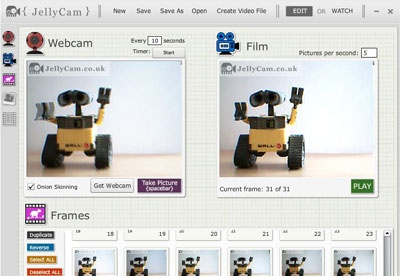 { JellyCam }
New Save Save As Open Create Video File EDIT OR WATCH
Webcam
Every 10 seconds
Timer: Start
Film
Pictures per second: 5
JellyCam.co.uk
JellyCam.co.uk
WALL·E
WALL·E
Onion Skinning
Get Webcam
Take Picture
(spacebar)
Current frame: 31 of 31
PLAY
Frames
Duplicate
Reverse
Select ALL
Deselect ALL
18 19 20 21 22 23